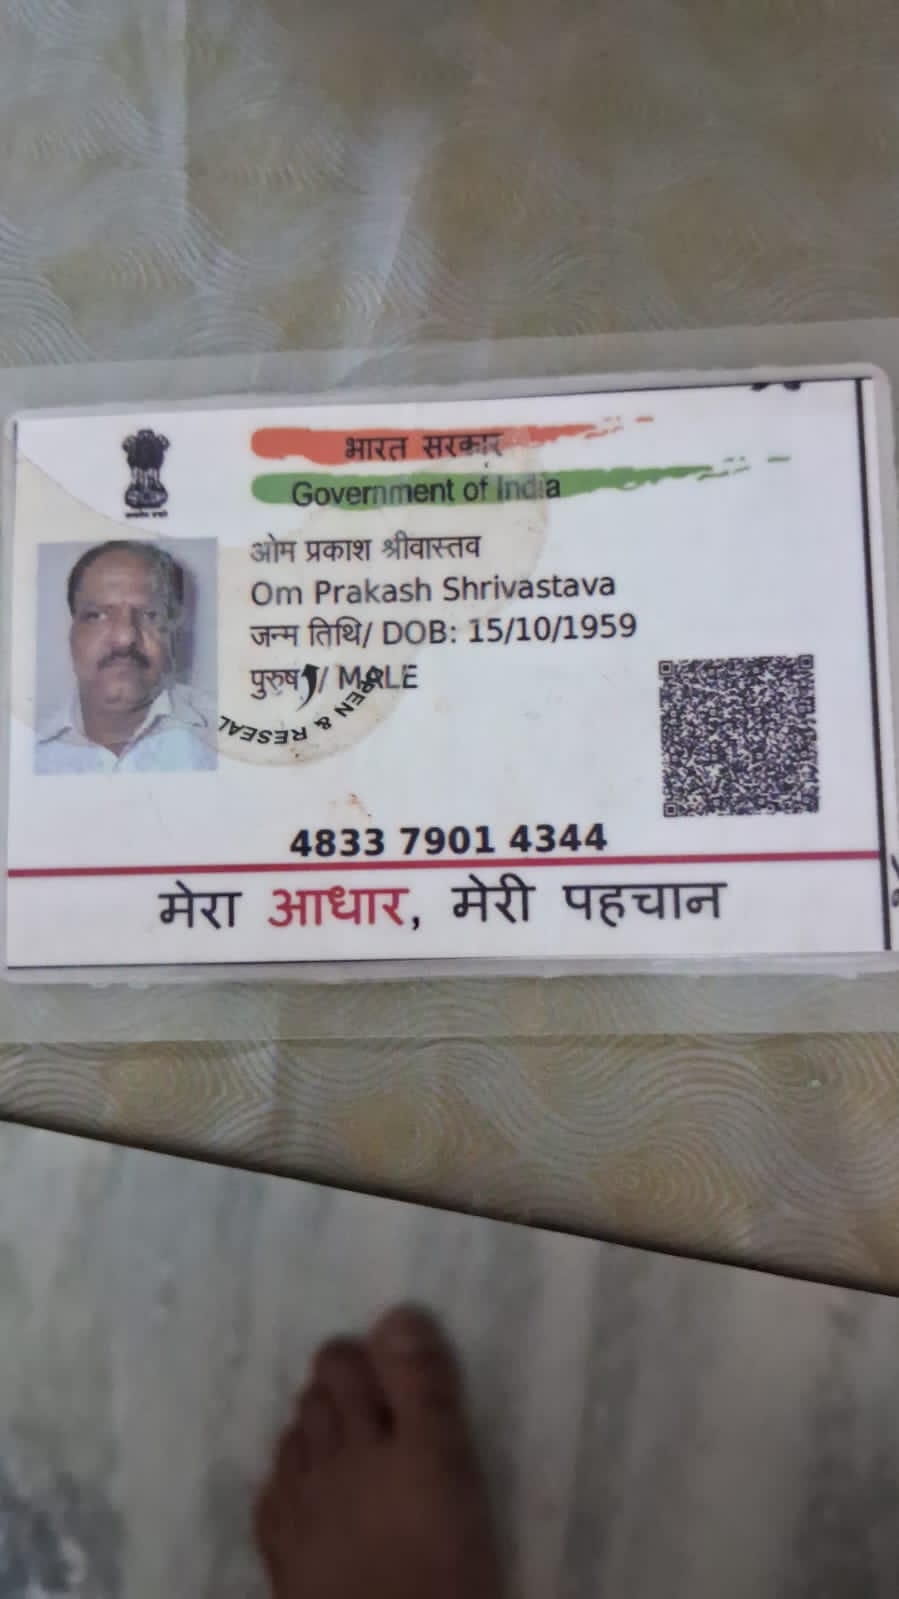 भारत सरकार
Government of India
ओम प्रकाश श्रीवास्तव
Om Prakash Shrivastava
जन्म तिथि/ DOB: 15/10/1959
पुरुष / MALE
& RESEAL
4833 7901 4344
मेरा आधार, मेरी पहचान